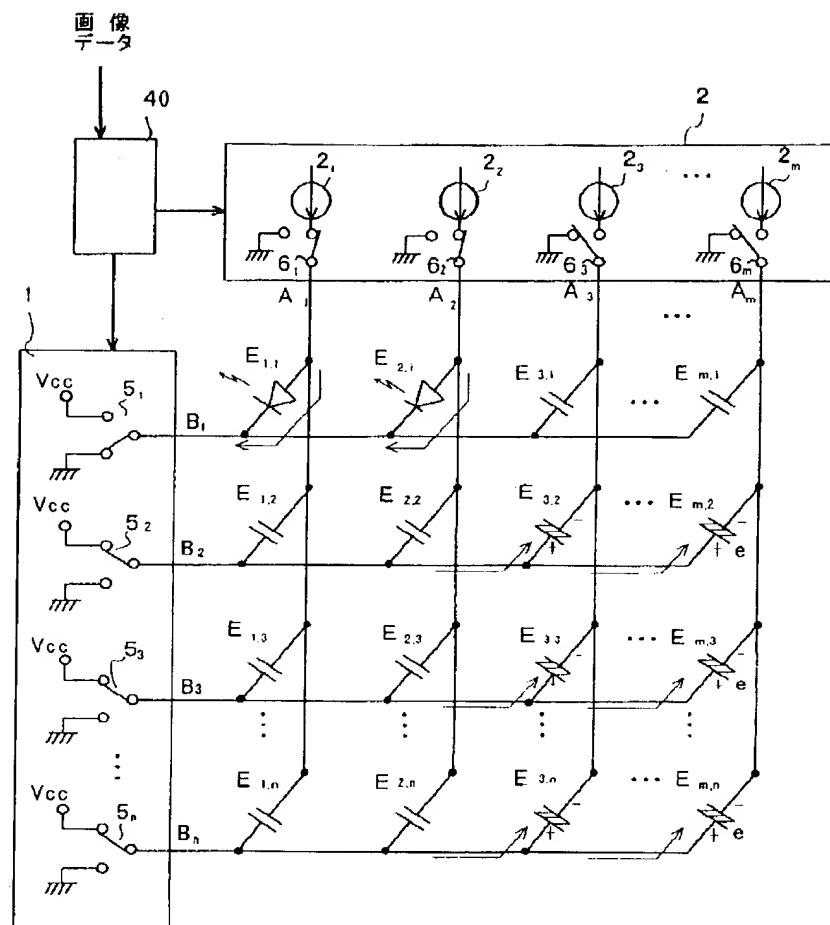 画像
データ
40
2
2₁ 2₂ 2₃ ... 2ₘ
6₁ 6₂ 6₃ 6ₘ
A₁ A₂ A₃ Aₘ
...
1
Vcc 5₁ B₁ E₁,₁ E₂,₁ E₃,₁ ... Eₘ,₁
Vcc 5₂ B₂ E₁,₂ E₂,₂ E₃,₂ ... Eₘ,₂
+ - + - e
Vcc 5₃ B₃ E₁,₃ E₂,₃ E₃,₃ ... Eₘ,₃
+ - + - e
Vcc 5ₙ Bₙ E₁,ₙ E₂,ₙ E₃,ₙ ... Eₘ,ₙ
+ - + - e